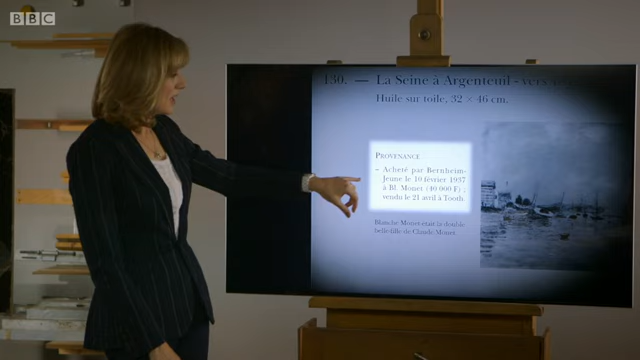 BBC
130. — La Seine à Argenteuil - vers
Huile sur toile, 32 × 46 cm.
PROVENANCE
– Acheté par Bernheim-
Jeune le 10 février 1937
à Bl. Monet (40 000 F) ;
vendu le 21 avril à Tooth.
Blanche Monet était la double
belle-fille de Claude Monet